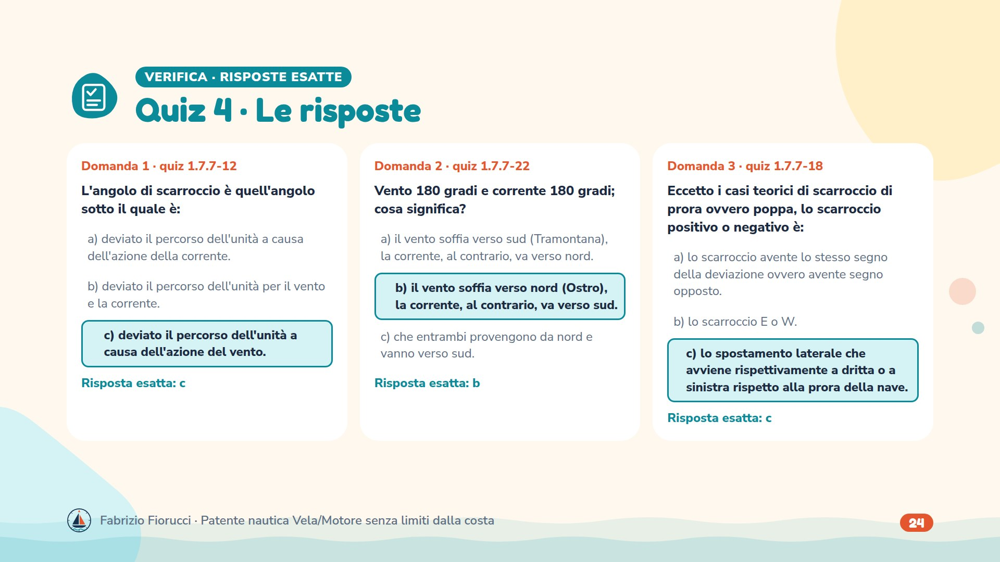 VERIFICA · RISPOSTE ESATTE
Quiz 4 · Le risposte
Domanda 1 · quiz 1.7.7-12
L'angolo di scarroccio è quell'angolo
sotto il quale è:
a) deviato il percorso dell'unità a causa
dell'azione della corrente.
b) deviato il percorso dell'unità per il vento
e la corrente.
c) deviato il percorso dell'unità a
causa dell'azione del vento.
Risposta esatta: c
Domanda 2 · quiz 1.7.7-22
Vento 180 gradi e corrente 180 gradi;
cosa significa?
a) il vento soffia verso sud (Tramontana),
la corrente, al contrario, va verso nord.
b) il vento soffia verso nord (Ostro),
la corrente, al contrario, va verso sud.
c) che entrambi provengono da nord e
vanno verso sud.
Risposta esatta: b
Domanda 3 · quiz 1.7.7-18
Eccetto i casi teorici di scarroccio di
prora ovvero poppa, lo scarroccio
positivo o negativo è:
a) lo scarroccio avente lo stesso segno
della deviazione ovvero avente segno
opposto.
b) lo scarroccio E o W.
c) lo spostamento laterale che
avviene rispettivamente a dritta o a
sinistra rispetto alla prora della nave.
Risposta esatta: c
Fabrizio Fiorucci · Patente nautica Vela/Motore senza limiti dalla costa
24